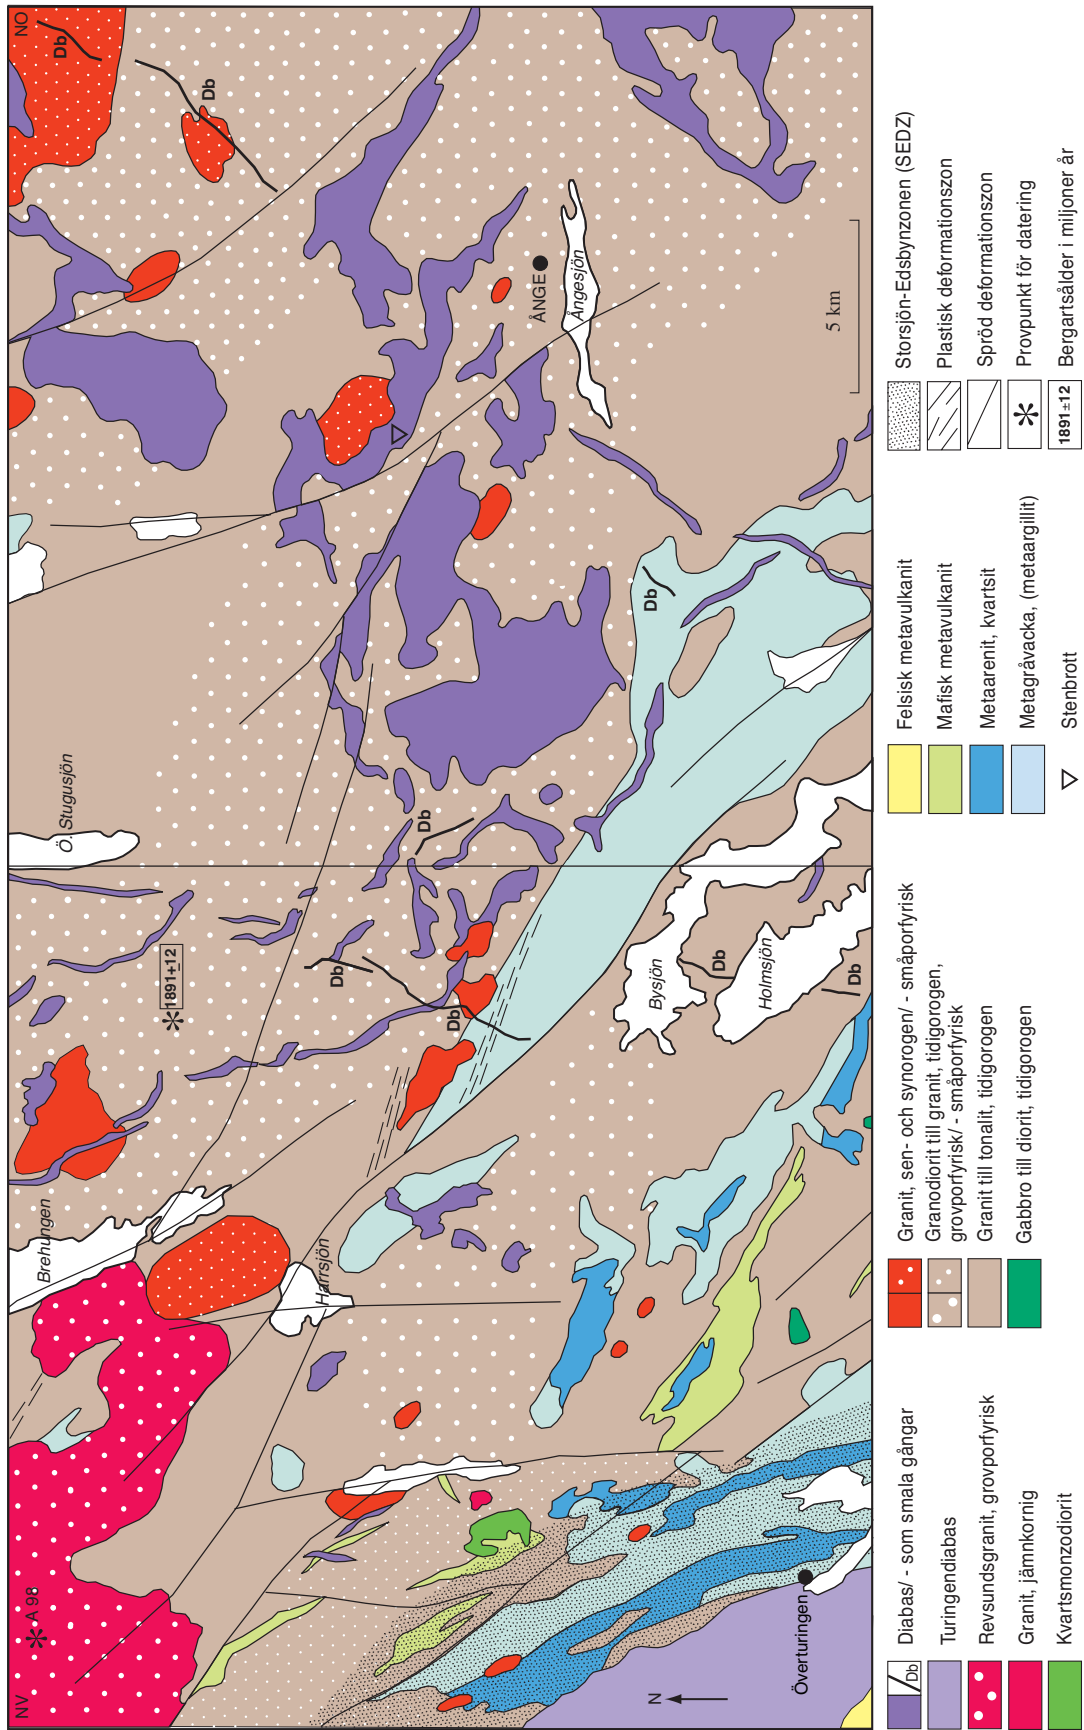 NV
NO
A 98
Brehungen
Ö. Stugusjön
Db
Db
1891±12
Harrsjön
Db
Db
Db
ÅNGE
Ångesjön
Db
Bysjön
Db
Holmsjön
Db
Överturingen
N
5 km
Db
Diabas/ - som smala gångar
Turingendiabas
Revsundsgranit, grovporfyrisk
Granit, jämnkornig
Kvartsmonzodiorit
Granit, sen- och synorogen/ - småporfyrisk
Granodiorit till granit, tidigorogen,
grovporfyrisk/ - småporfyrisk
Granit till tonalit, tidigorogen
Gabbro till diorit, tidigorogen
Felsisk metavulkanit
Mafisk metavulkanit
Metaarenit, kvartsit
Metagråvacka, (metaargillit)
Stenbrott
Storsjön-Edsbynzonen (SEDZ)
Plastisk deformationszon
Spröd deformationszon
Provpunkt för datering
1891±12
Bergartsålder i miljoner år